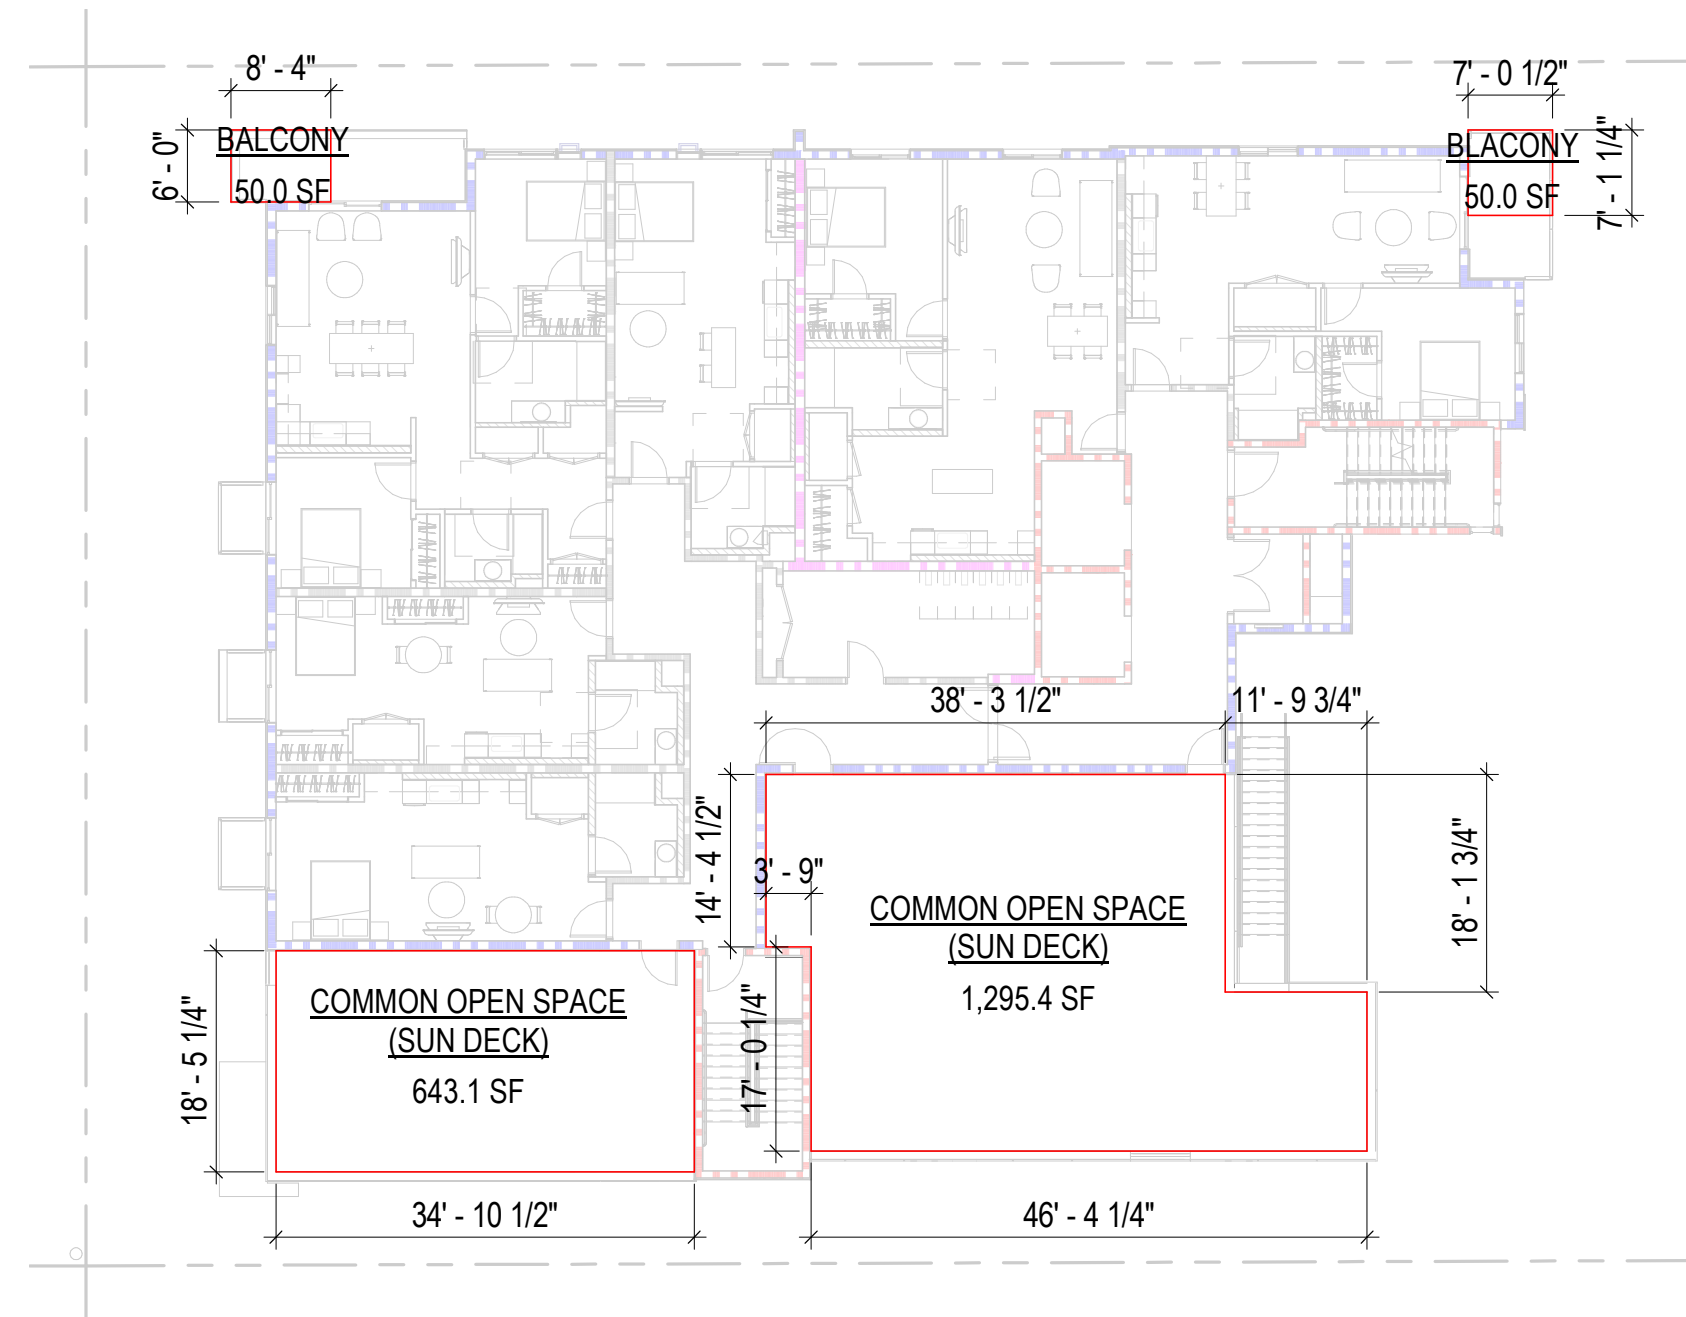 8' - 4"
7' - 0 1/2"
6' - 0"
BALCONY
50.0 SF
BLACONY
50.0 SF
7' - 1 1/4"
38' - 3 1/2"
11' - 9 3/4"
14' - 4 1/2"
3' - 9"
18' - 1 3/4"
COMMON OPEN SPACE
(SUN DECK)
1,295.4 SF
COMMON OPEN SPACE
(SUN DECK)
643.1 SF
18' - 5 1/4"
17' - 0 1/4"
34' - 10 1/2"
46' - 4 1/4"